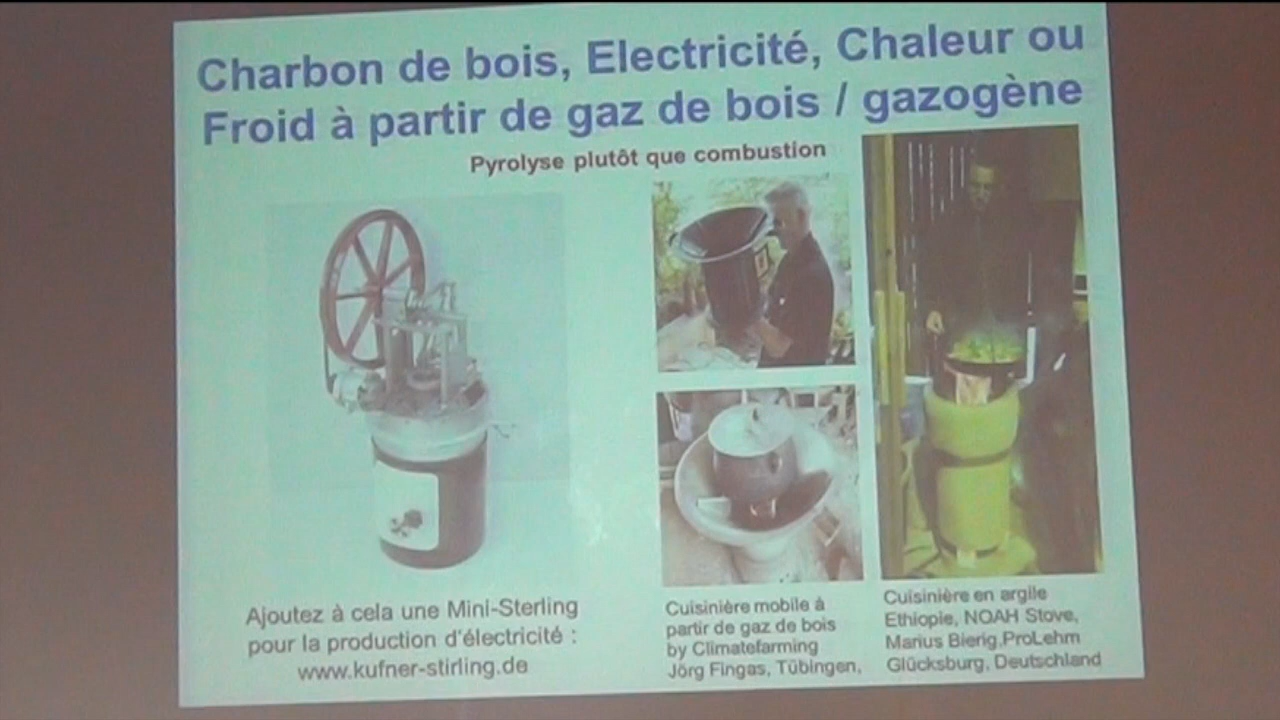 Charbon de bois, Electricité, Chaleur ou
Froid à partir de gaz de bois / gazogène
Pyrolyse plutôt que combustion
Ajoutez à cela une Mini-Sterling
pour la production d'électricité :
www.kufner-stirling.de
Cuisinière mobile à
partir de gaz de bois
by Climatefarming
Jörg Fingas, Tübingen,
Cuisinière en argile
Ethiopie, NOAH Stove,
Marius Bierig,ProLehm
Glücksburg, Deutschland